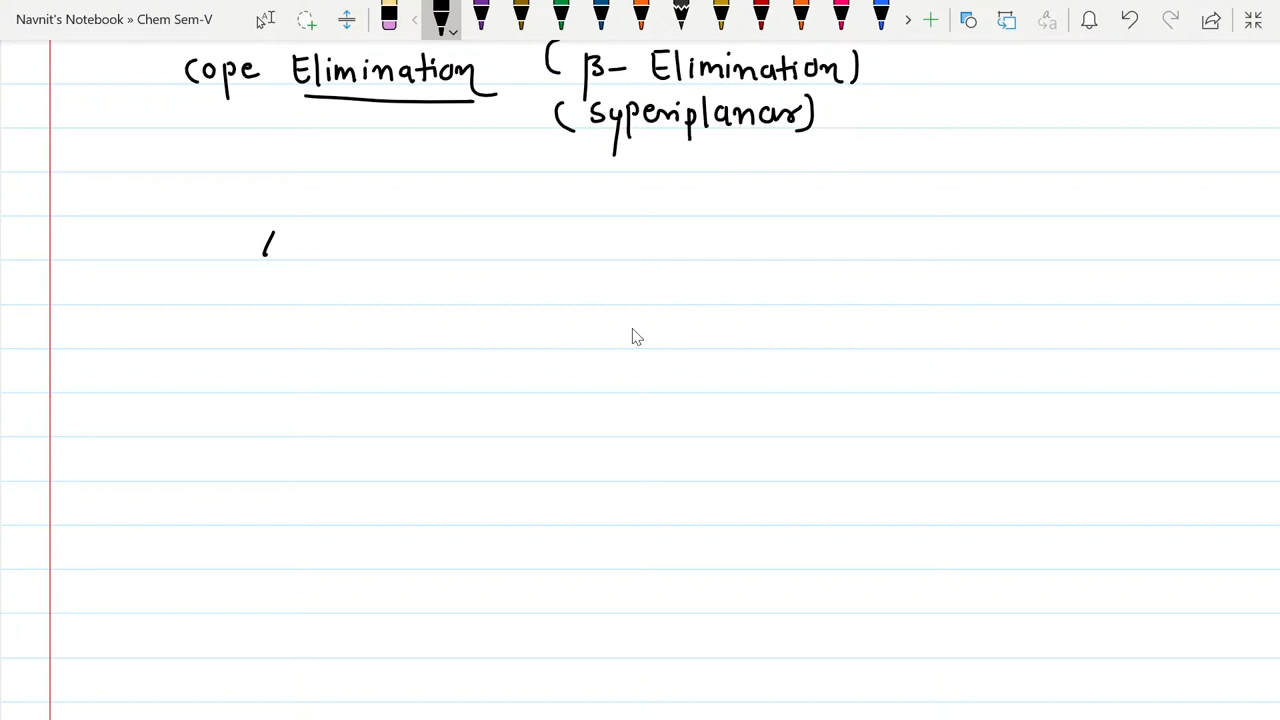 Navnit's Notebook » Chem Sem-V
Cope Elimination (β- Elimination)
(Syperiplanar)